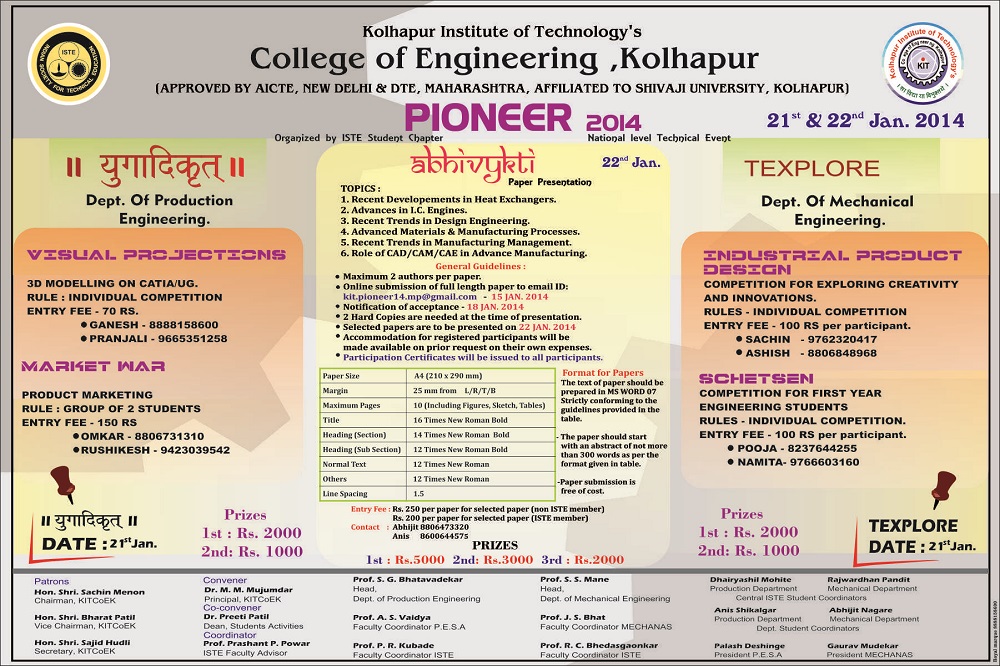 Kolhapur Institute of Technology's
College of Engineering ,Kolhapur
(APPROVED BY AICTE, NEW DELHI & DTE, MAHARASHTRA, AFFILIATED TO SHIVAJI UNIVERSITY, KOLHAPUR)
INDIAN SOCIETY FOR TECHNICAL EDUCATION
ISTE
Kolhapur Institute of Technology's
KIT
PIONEER 2014
21st & 22nd Jan. 2014
Organized by ISTE Student Chapter
National level Technical Event
॥ युगादिकृत् ॥
Dept. Of Production
Engineering.
VISUAL PROJECTIONS
3D MODELLING ON CATIA/UG.
RULE : INDIVIDUAL COMPETITION
ENTRY FEE - 70 RS.
● GANESH - 8888158600
● PRANJALI - 9665351258
MARKET WAR
PRODUCT MARKETING
RULE : GROUP OF 2 STUDENTS
ENTRY FEE - 150 RS
● OMKAR - 8806731310
● RUSHIKESH - 9423039542
॥ युगादिकृत् ॥
DATE : 21stJan.
Prizes
1st : Rs. 2000
2nd: Rs. 1000
abhivykti
22nd Jan.
Paper Presentation
TOPICS :
1. Recent Developements in Heat Exchangers.
2. Advances in I.C. Engines.
3. Recent Trends in Design Engineering.
4. Advanced Materials & Manufacturing Processes.
5. Recent Trends in Manufacturing Management.
6. Role of CAD/CAM/CAE in Advance Manufacturing.
General Guidelines :
● Maximum 2 authors per paper.
● Online submission of full length paper to email ID:
kit.pioneer14.mp@gmail.com - 15 JAN. 2014
● Notification of acceptance - 18 JAN. 2014
● 2 Hard Copies are needed at the time of presentation.
● Selected papers are to be presented on 22 JAN. 2014
● Accommodation for registered participants will be
made available on prior request on their own expenses.
● Participation Certificates will be issued to all participants.
Paper Size A4 (210 x 290 mm)
Margin 25 mm from L/R/T/B
Maximum Pages 10 (Including Figures, Sketch, Tables)
Title 16 Times New Roman Bold
Heading (Section) 14 Times New Roman Bold
Heading (Sub Section) 12 Times New Roman Bold
Normal Text 12 Times New Roman
Others 12 Times New Roman
Line Spacing 1.5
Format for Papers
The text of paper should be
prepared in MS WORD 07
Strictly conforming to the
guidelines provided in the
table.
- The paper should start
with an abstract of not more
than 300 words as per the
format given in table.
-Paper submission is
free of cost.
Entry Fee : Rs. 250 per paper for selected paper (non ISTE member)
Rs. 200 per paper for selected paper (ISTE member)
Contact : Abhijit 8806473320
Anis 8600644575
PRIZES
1st : Rs.5000 2nd: Rs.3000 3rd : Rs.2000
TEXPLORE
Dept. Of Mechanical
Engineering.
INDUSTRIAL PRODUCT
DESIGN
COMPETITION FOR EXPLORING CREATIVITY
AND INNOVATIONS.
RULES - INDIVIDUAL COMPETITION
ENTRY FEE - 100 RS per participant.
● SACHIN - 9762320417
● ASHISH - 8806848968
SCHETSEN
COMPETITION FOR FIRST YEAR
ENGINEERING STUDENTS
RULES - INDIVIDUAL COMPETITION.
ENTRY FEE - 100 RS per participant.
● POOJA - 8237644255
● NAMITA- 9766603160
Prizes
1st : Rs. 2000
2nd: Rs. 1000
TEXPLORE
DATE : 21stJan.
Patrons
Hon. Shri. Sachin Menon
Chairman, KITCoEK
Hon. Shri. Bharat Patil
Vice Chairman, KITCoEK
Hon. Shri. Sajid Hudli
Secretary, KITCoEK
Convener
Dr. M. M. Mujumdar
Principal, KITCoEK
Co-convener
Dr. Preeti Patil
Dean, Students Activities
Coordinator
Prof. Prashant P. Powar
ISTE Faculty Advisor
Prof. S. G. Bhatavadekar
Head,
Dept. of Production Engineering
Prof. A. S. Vaidya
Faculty Coordinator P.E.S.A
Prof. P. R. Kubade
Faculty Coordinator ISTE
Prof. S. S. Mane
Head,
Dept. of Mechanical Engineering
Prof. J. S. Bhat
Faculty Coordinator MECHANAS
Prof. R. C. Bhedasgaonkar
Faculty Coordinator ISTE
Dhairyashil Mohite Rajwardhan Pandit
Production Department Mechanical Department
Central ISTE Student Coordinators
Anis Shikalgar Abhijit Nagare
Production Department Mechanical Department
Dept. Student Coordinators
Palash Deshinge Gaurav Mudekar
President P.E.S.A President MECHANAS